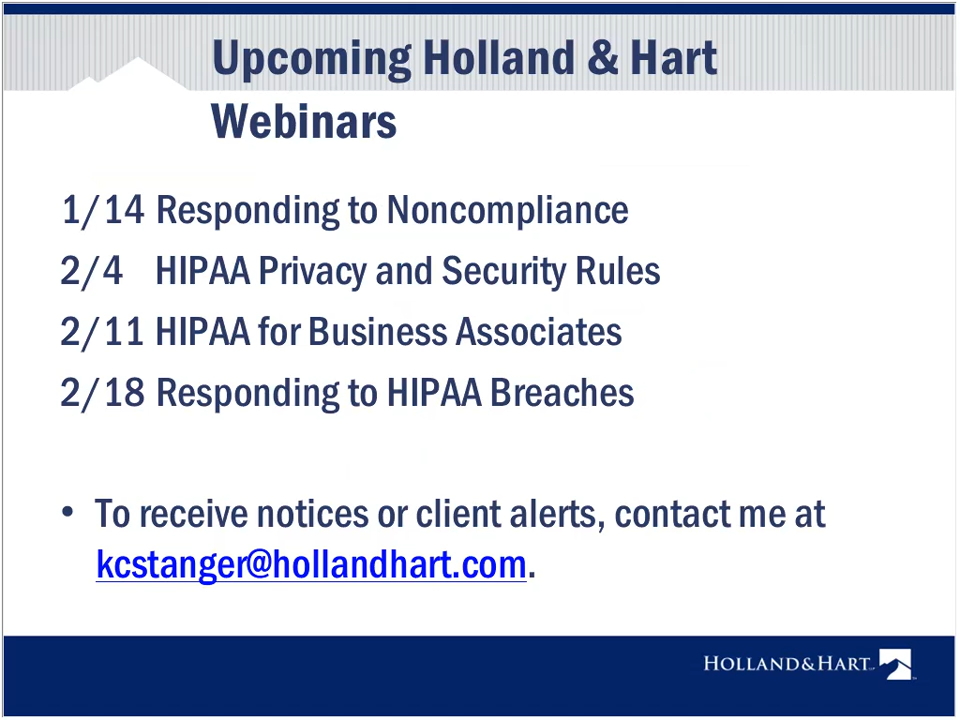 Upcoming Holland & Hart
Webinars
1/14 Responding to Noncompliance
2/4 HIPAA Privacy and Security Rules
2/11 HIPAA for Business Associates
2/18 Responding to HIPAA Breaches
• To receive notices or client alerts, contact me at
kcstanger@hollandhart.com.
HOLLAND&HART